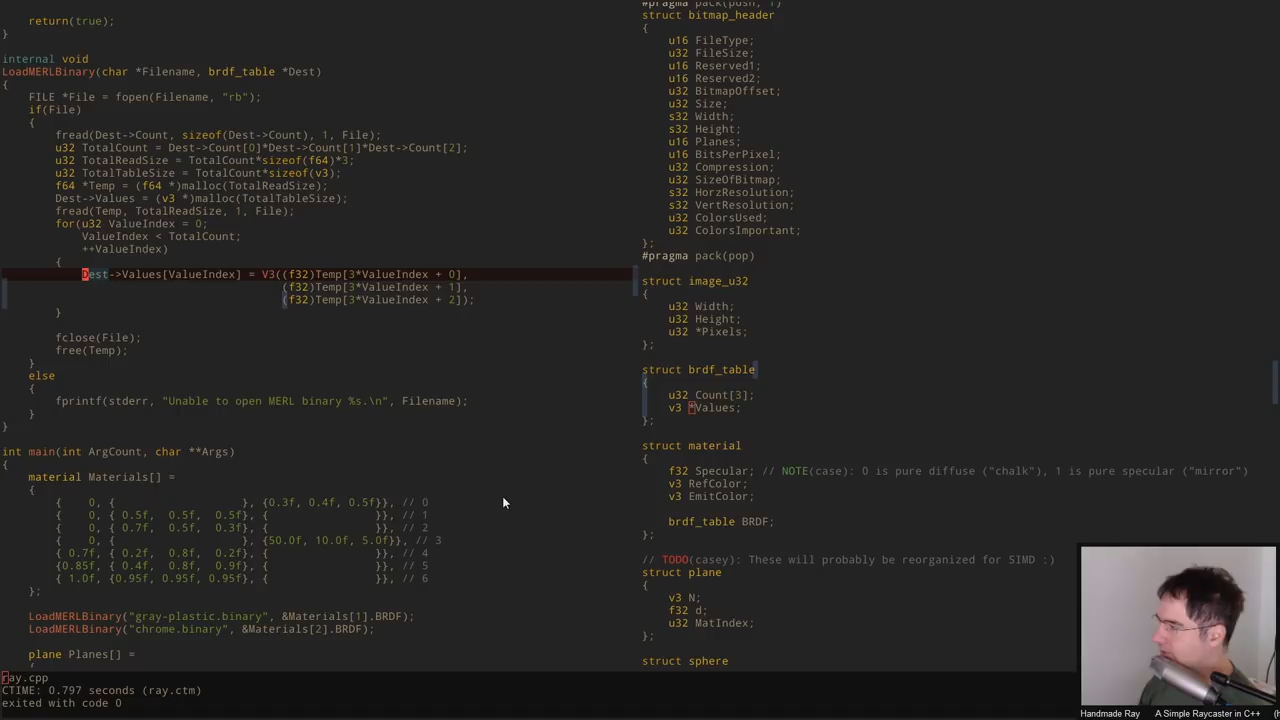 return(true);
}
internal void
LoadMERLBinary(char *Filename, brdf_table *Dest)
{
    FILE *File = fopen(Filename, "rb");
    if(File)
    {
        fread(Dest->Count, sizeof(Dest->Count), 1, File);
        u32 TotalCount = Dest->Count[0]*Dest->Count[1]*Dest->Count[2];
        u32 TotalReadSize = TotalCount*sizeof(f64)*3;
        u32 TotalTableSize = TotalCount*sizeof(v3);
        f64 *Temp = (f64 *)malloc(TotalReadSize);
        Dest->Values = (v3 *)malloc(TotalTableSize);
        fread(Temp, TotalReadSize, 1, File);
        for(u32 ValueIndex = 0;
            ValueIndex < TotalCount;
            ++ValueIndex)
        {
            Dest->Values[ValueIndex] = V3((f32)Temp[3*ValueIndex + 0],
                                          (f32)Temp[3*ValueIndex + 1],
                                          (f32)Temp[3*ValueIndex + 2]);
        }
        fclose(File);
        free(Temp);
    }
    else
    {
        fprintf(stderr, "Unable to open MERL binary %s.\n", Filename);
    }
}
int main(int ArgCount, char **Args)
{
    material Materials[] =
    {
        {    0, {                   }, {0.3f, 0.4f, 0.5f}}, // 0
        {    0, { 0.5f,  0.5f,  0.5f}, {                }}, // 1
        {    0, { 0.7f,  0.5f,  0.3f}, {                }}, // 2
        {    0, {                   }, {50.0f, 10.0f, 5.0f}}, // 3
        { 0.7f, { 0.2f,  0.8f,  0.2f}, {                }}, // 4
        {0.85f, { 0.4f,  0.8f,  0.9f}, {                }}, // 5
        { 1.0f, {0.95f, 0.95f, 0.95f}, {                }}, // 6
    };
    LoadMERLBinary("gray-plastic.binary", &Materials[1].BRDF);
    LoadMERLBinary("chrome.binary", &Materials[2].BRDF);
    plane Planes[] =
    {
#pragma pack(push, 1)
struct bitmap_header
{
    u16 FileType;
    u32 FileSize;
    u16 Reserved1;
    u16 Reserved2;
    u32 BitmapOffset;
    u32 Size;
    s32 Width;
    s32 Height;
    u16 Planes;
    u16 BitsPerPixel;
    u32 Compression;
    u32 SizeOfBitmap;
    s32 HorzResolution;
    s32 VertResolution;
    u32 ColorsUsed;
    u32 ColorsImportant;
};
#pragma pack(pop)
struct image_u32
{
    u32 Width;
    u32 Height;
    u32 *Pixels;
};
struct brdf_table
{
    u32 Count[3];
    v3 *Values;
};
struct material
{
    f32 Specular; // NOTE(case): 0 is pure diffuse ("chalk"), 1 is pure specular ("mirror")
    v3 RefColor;
    v3 EmitColor;
    brdf_table BRDF;
};
// TODO(casey): These will probably be reorganized for SIMD :)
struct plane
{
    v3 N;
    f32 d;
    u32 MatIndex;
};
struct sphere
ray.cpp
CTIME: 0.797 seconds (ray.ctm)
exited with code 0
Handmade Ray    A Simple Raycaster in C++    (h